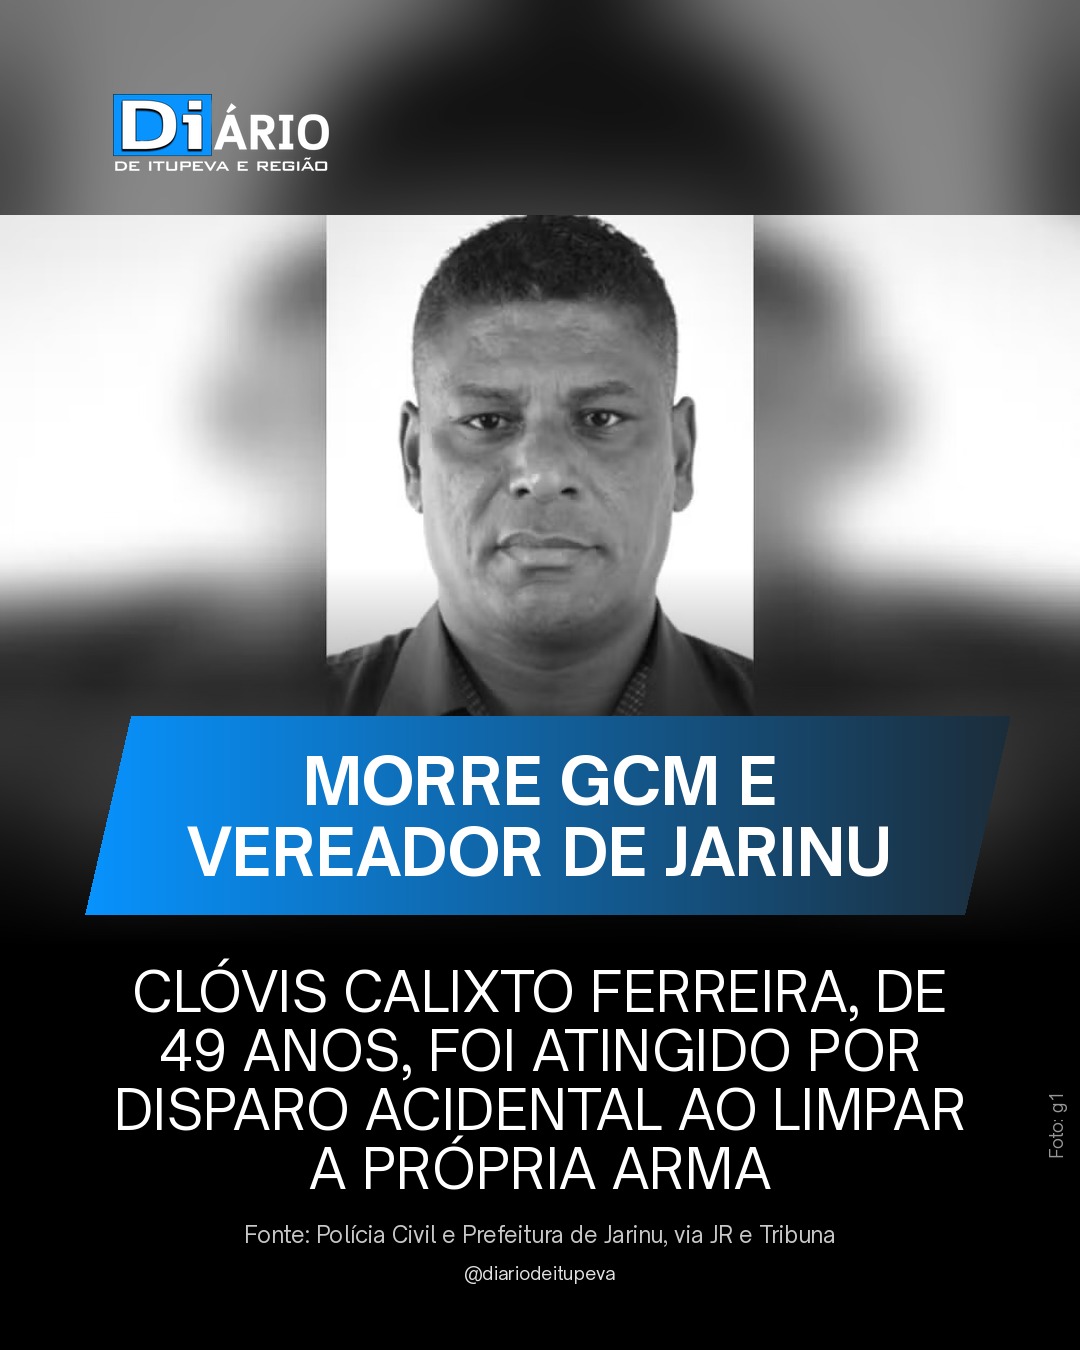 DiÁRIO
DE ITUPEVA E REGIÃO
MORRE GCM E
VEREADOR DE JARINU
CLÓVIS CALIXTO FERREIRA, DE
49 ANOS, FOI ATINGIDO POR
DISPARO ACIDENTAL AO LIMPAR
A PRÓPRIA ARMA
Foto: g1
Fonte: Polícia Civil e Prefeitura de Jarinu, via JR e Tribuna
@diariodeitupeva